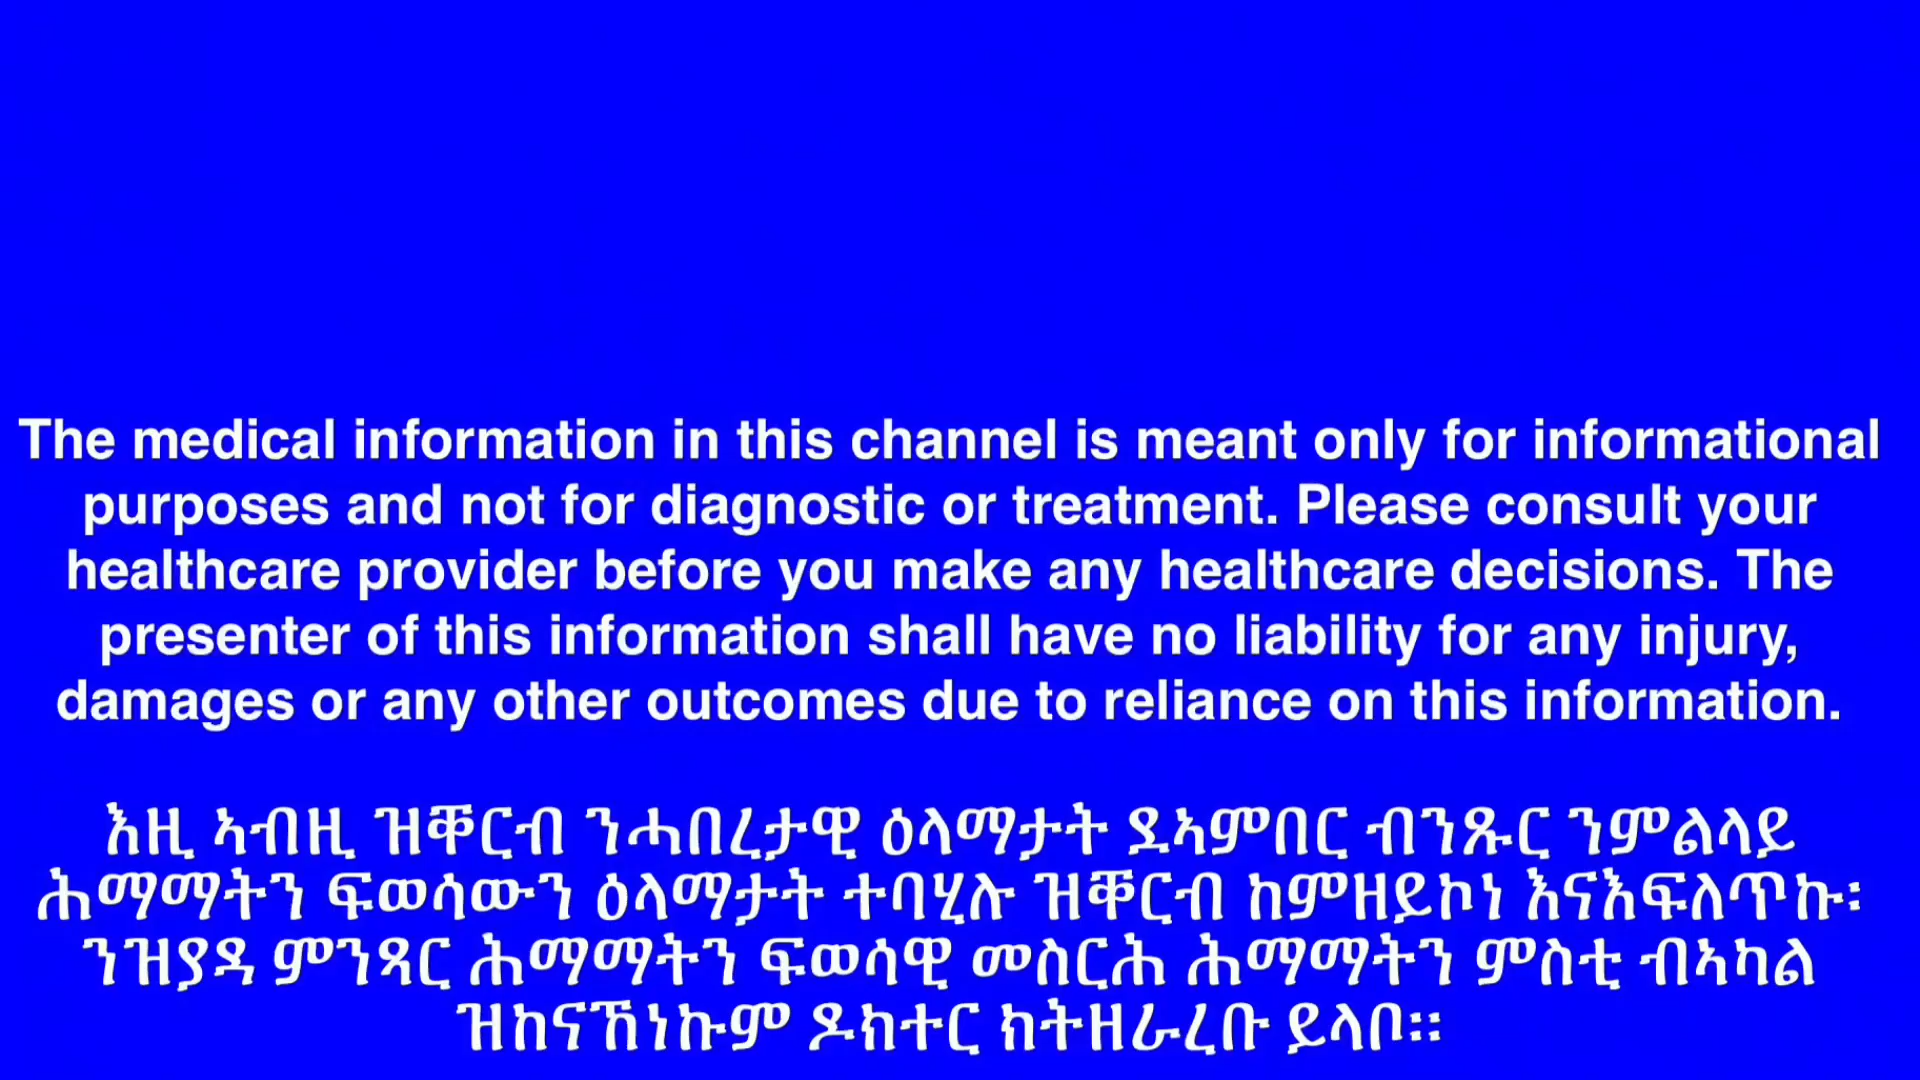 The medical information in this channel is meant only for informational
purposes and not for diagnostic or treatment. Please consult your
healthcare provider before you make any healthcare decisions. The
presenter of this information shall have no liability for any injury,
damages or any other outcomes due to reliance on this information.
እዚ ኣብዚ ዝቐርብ ንሓበሬታዊ ዕላማታት ደኣምበር ብንጹር ንምልላይ
ሕማማትን ፍወሳውን ዕላማታት ተባሂሉ ዝቐርብ ከምዘይኮነ እናእፍለጥኩ፡
ንዝያዳ ምንጻር ሕማማትን ፍወሳዊ መስርሕ ሕማማትን ምስቲ ብኣካል
ዝከናኸነኩም ዶክተር ክትዘራረቡ ይላቦ።